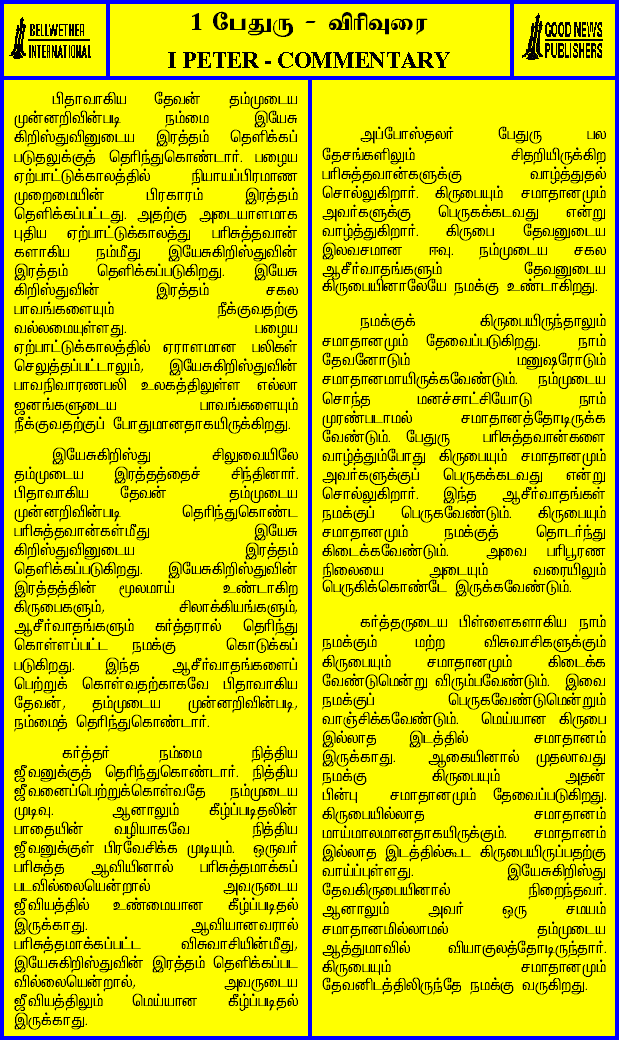 BELLWETHER
INTERNATIONAL
1 பேதுரு - விரிவுரை
I PETER - COMMENTARY
GOOD NEWS
PUBLISHERS
பிதாவாகிய தேவன் தம்முடைய
முன்னறிவின்படி நம்மை இயேசு
கிறிஸ்துவினுடைய இரத்தம் தெளிக்கப்
படுதலுக்குத் தெரிந்துகொண்டார். பழைய
ஏற்பாட்டுக்காலத்தில் நியாயப்பிரமாண
முறைமையின் பிரகாரம் இரத்தம்
தெளிக்கப்பட்டது. அதற்கு அடையாளமாக
புதிய ஏற்பாட்டுக்காலத்து பரிசுத்தவான்
களாகிய நம்மீது இயேசுகிறிஸ்துவின்
இரத்தம் தெளிக்கப்படுகிறது. இயேசு
கிறிஸ்துவின் இரத்தம் சகல
பாவங்களையும் நீக்குவதற்கு
வல்லமையுள்ளது. பழைய
ஏற்பாட்டுக்காலத்தில் ஏராளமான பலிகள்
செலுத்தப்பட்டாலும், இயேசுகிறிஸ்துவின்
பாவநிவாரணபலி உலகத்திலுள்ள எல்லா
ஜனங்களுடைய பாவங்களையும்
நீக்குவதற்குப் போதுமானதாகயிருக்கிறது.
இயேசுகிறிஸ்து சிலுவையிலே
தம்முடைய இரத்தத்தைச் சிந்தினார்.
பிதாவாகிய தேவன் தம்முடைய
முன்னறிவின்படி தெரிந்துகொண்ட
பரிசுத்தவான்கள்மீது இயேசு
கிறிஸ்துவினுடைய இரத்தம்
தெளிக்கப்படுகிறது. இயேசுகிறிஸ்துவின்
இரத்தத்தின் மூலமாய் உண்டாகிற
கிருபைகளும், சிலாக்கியங்களும்,
ஆசீர்வாதங்களும் கர்த்தரால் தெரிந்து
கொள்ளப்பட்ட நமக்கு கொடுக்கப்
படுகிறது. இந்த ஆசீர்வாதங்களைப்
பெற்றுக் கொள்வதற்காகவே பிதாவாகிய
தேவன், தம்முடைய முன்னறிவின்படி,
நம்மைத் தெரிந்துகொண்டார்.
கர்த்தர் நம்மை நித்திய
ஜீவனுக்குத் தெரிந்துகொண்டார். நித்திய
ஜீவனைப்பெற்றுக்கொள்வதே நம்முடைய
முடிவு. ஆனாலும் கீழ்ப்படிதலின்
பாதையின் வழியாகவே நித்திய
ஜீவனுக்குள் பிரவேசிக்க முடியும். ஒருவர்
பரிசுத்த ஆவியினால் பரிசுத்தமாக்கப்
படவில்லையென்றால் அவருடைய
ஜீவியத்தில் உண்மையான கீழ்ப்படிதல்
இருக்காது. ஆவியானவரால்
பரிசுத்தமாக்கப்பட்ட விசுவாசியின்மீது,
இயேசுகிறிஸ்துவின் இரத்தம் தெளிக்கப்பட
வில்லையென்றால், அவருடைய
ஜீவியத்திலும் மெய்யான கீழ்ப்படிதல்
இருக்காது.
அப்போஸ்தலர் பேதுரு பல
தேசங்களிலும் சிதறியிருக்கிற
பரிசுத்தவான்களுக்கு வாழ்த்துதல்
சொல்லுகிறார். கிருபையும் சமாதானமும்
அவர்களுக்கு பெருகக்கடவது என்று
வாழ்த்துகிறார். கிருபை தேவனுடைய
இலவசமான ஈவு. நம்முடைய சகல
ஆசீர்வாதங்களும் தேவனுடைய
கிருபையினாலேயே நமக்கு உண்டாகிறது.
நமக்குக் கிருபையிருந்தாலும்
சமாதானமும் தேவைப்படுகிறது. நாம்
தேவனோடும் மனுஷரோடும்
சமாதானமாயிருக்கவேண்டும். நம்முடைய
சொந்த மனச்சாட்சியோடு நாம்
முரண்படாமல் சமாதானத்தோடிருக்க
வேண்டும். பேதுரு பரிசுத்தவான்களை
வாழ்த்தும்போது கிருபையும் சமாதானமும்
அவர்களுக்குப் பெருகக்கடவது என்று
சொல்லுகிறார். இந்த ஆசீர்வாதங்கள்
நமக்குப் பெருகவேண்டும். கிருபையும்
சமாதானமும் நமக்குத் தொடர்ந்து
கிடைக்கவேண்டும். அவை பரிபூரண
நிலையை அடையும் வரையிலும்
பெருகிக்கொண்டே இருக்கவேண்டும்.
கர்த்தருடைய பிள்ளைகளாகிய நாம்
நமக்கும் மற்ற விசுவாசிகளுக்கும்
கிருபையும் சமாதானமும் கிடைக்க
வேண்டுமென்று விரும்பவேண்டும். இவை
நமக்குப் பெருகவேண்டுமென்றும்
வாஞ்சிக்கவேண்டும். மெய்யான கிருபை
இல்லாத இடத்தில் சமாதானம்
இருக்காது. ஆகையினால் முதலாவது
நமக்கு கிருபையும் அதன்
பின்பு சமாதானமும் தேவைப்படுகிறது.
கிருபையில்லாத சமாதானம்
மாய்மாலமானதாகயிருக்கும். சமாதானம்
இல்லாத இடத்தில்கூட கிருபையிருப்பதற்கு
வாய்ப்புள்ளது. இயேசுகிறிஸ்து
தேவகிருபையினால் நிறைந்தவர்.
ஆனாலும் அவர் ஒரு சமயம்
சமாதானமில்லாமல் தம்முடைய
ஆத்துமாவில் வியாகுலத்தோடிருந்தார்.
கிருபையும் சமாதானமும்
தேவனிடத்திலிருந்தே நமக்கு வருகிறது.